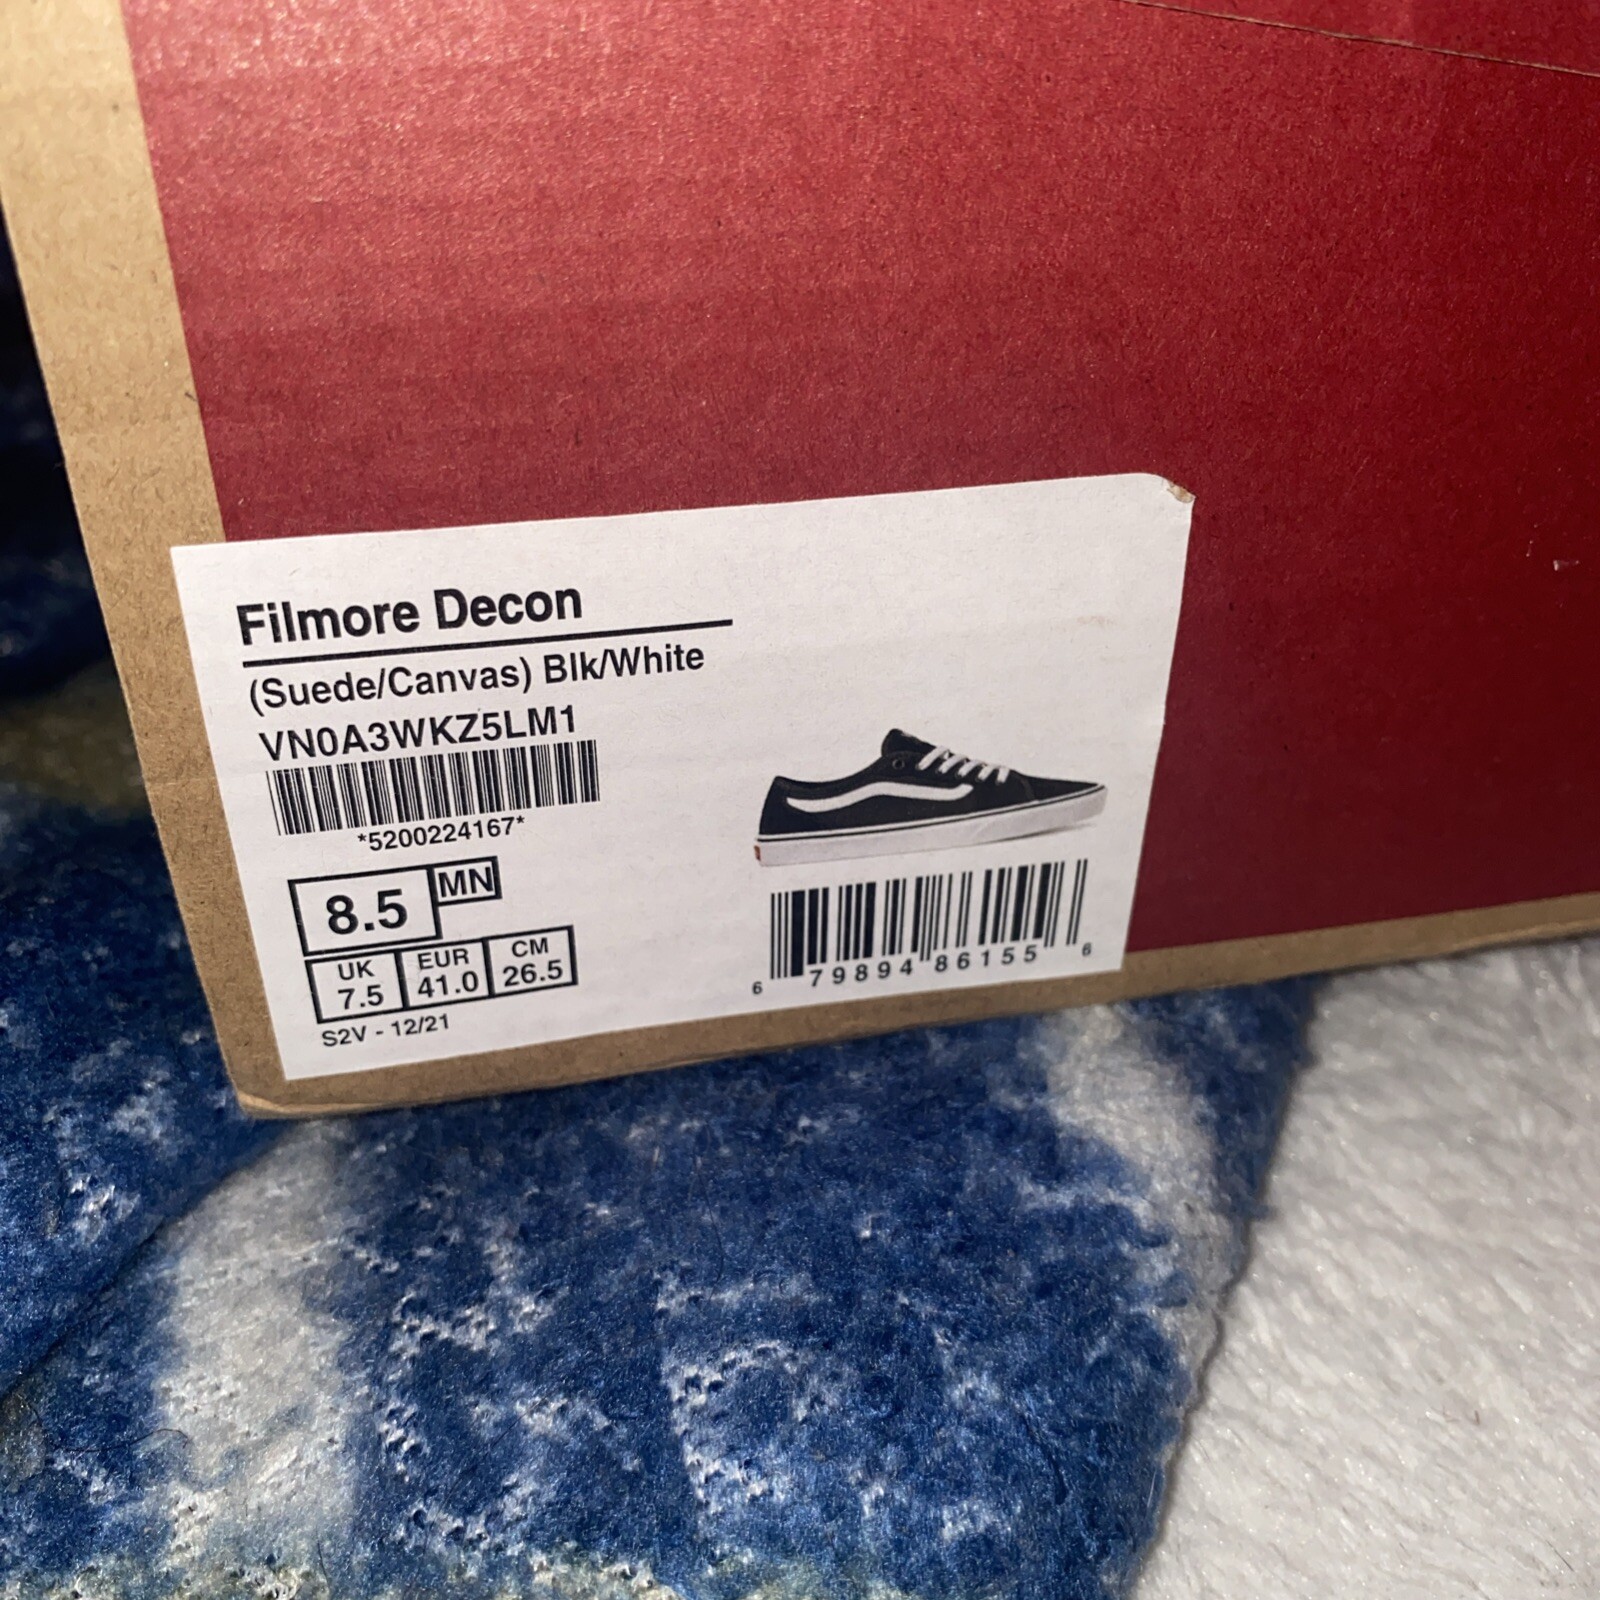 Filmore Decon
(Suede/Canvas) Blk/White
VN0A3WKZ5LM1
*5200224167*
8.5 MN
UK EUR CM
7.5 41.0 26.5
S2V - 12/21
6 79894 86155 6